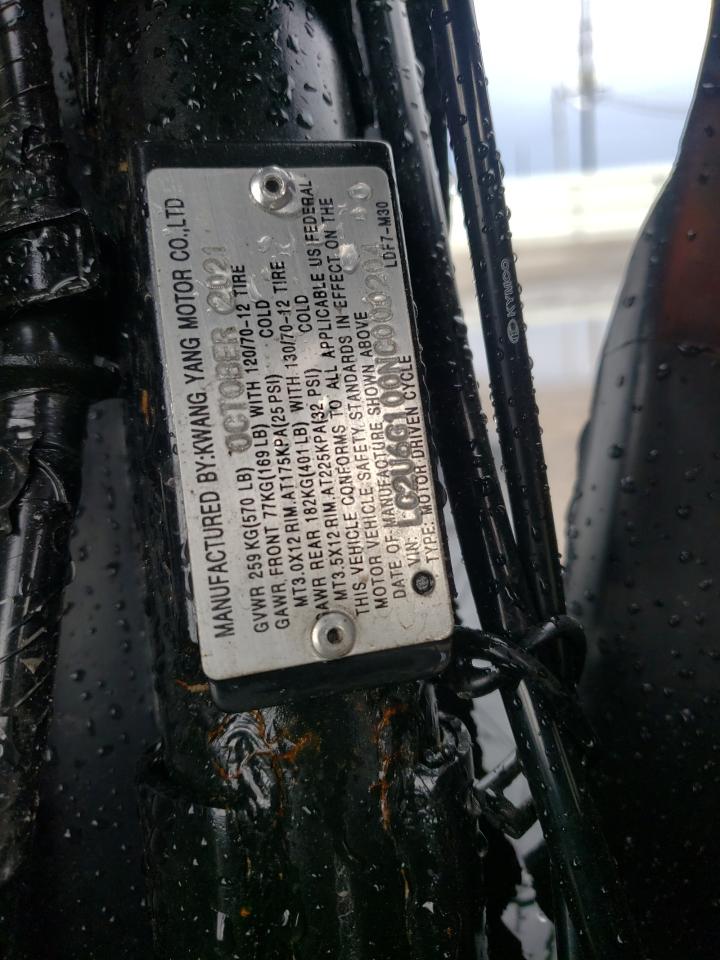 MANUFACTURED BY:KWANG YANG MOTOR CO.,LTD
OCTOBER /2021
GVWR 259KG(570 LB)
GAWR, FRONT 77KG(169 LB) WITH 120/70-12 TIRE
MT3.0X12 RIM.AT175KPA(25PSI) COLD
GAWR REAR 182KG(401LB) WITH 130/70-12 TIRE
MT3.5X12 RIM.AT225KPA(32 PSI) COLD
THIS VEHICLE CONFORMS TO ALL APPLICABLE US FEDERAL
MOTOR VEHICLE SAFETY STANDARDS IN EFFECT ON THE
DATE OF MANUFACTURE SHOWN ABOVE
VIN: LC2U6G100NC000204
TYPE: MOTOR DRIVEN CYCLE
LDF7-M30
KYMCO